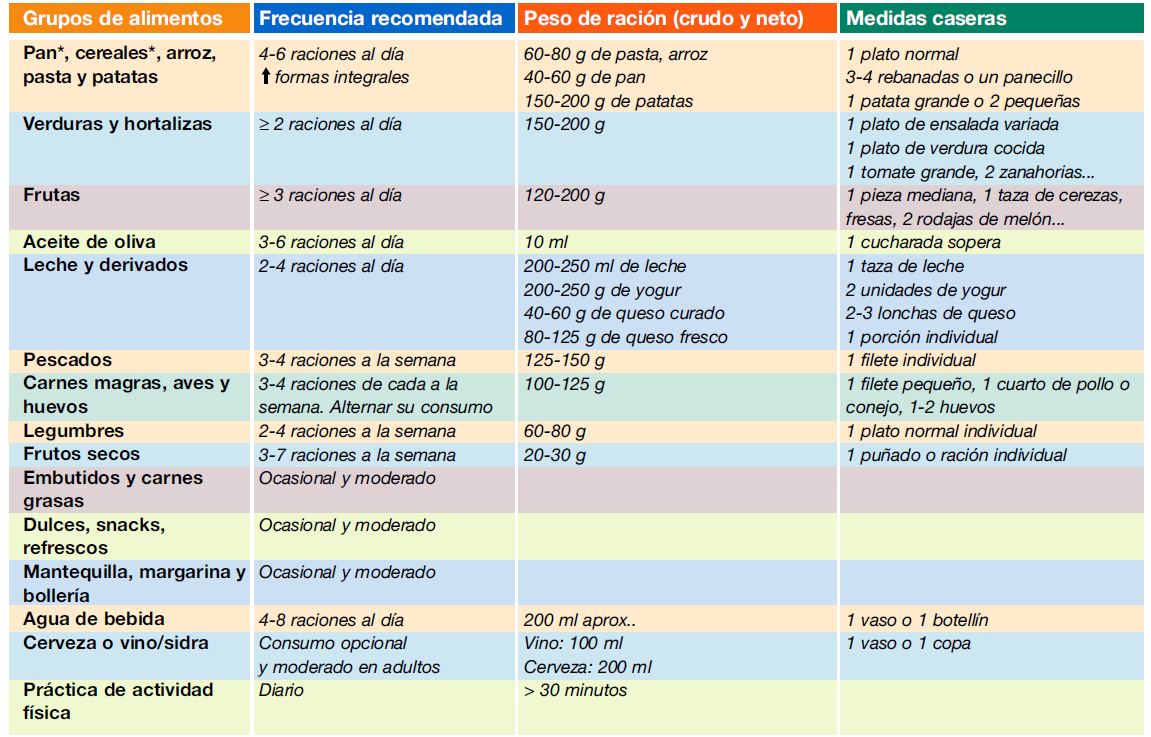 Grupos de alimentos
Frecuencia recomendada
Peso de ración (crudo y neto)
Medidas caseras
Pan*, cereales*, arroz,
pasta y patatas
4-6 raciones al día
⬆ formas integrales
60-80 g de pasta, arroz
40-60 g de pan
150-200 g de patatas
1 plato normal
3-4 rebanadas o un panecillo
1 patata grande o 2 pequeñas
Verduras y hortalizas
≥ 2 raciones al día
150-200 g
1 plato de ensalada variada
1 plato de verdura cocida
1 tomate grande, 2 zanahorias...
Frutas
≥ 3 raciones al día
120-200 g
1 pieza mediana, 1 taza de cerezas,
fresas, 2 rodajas de melón...
Aceite de oliva
3-6 raciones al día
10 ml
1 cucharada sopera
Leche y derivados
2-4 raciones al día
200-250 ml de leche
200-250 g de yogur
40-60 g de queso curado
80-125 g de queso fresco
1 taza de leche
2 unidades de yogur
2-3 lonchas de queso
1 porción individual
Pescados
3-4 raciones a la semana
125-150 g
1 filete individual
Carnes magras, aves y
huevos
3-4 raciones de cada a la
semana. Alternar su consumo
100-125 g
1 filete pequeño, 1 cuarto de pollo o
conejo, 1-2 huevos
Legumbres
2-4 raciones a la semana
60-80 g
1 plato normal individual
Frutos secos
3-7 raciones a la semana
20-30 g
1 puñado o ración individual
Embutidos y carnes
grasas
Ocasional y moderado
Dulces, snacks,
refrescos
Ocasional y moderado
Mantequilla, margarina y
bollería
Ocasional y moderado
Agua de bebida
4-8 raciones al día
200 ml aprox..
1 vaso o 1 botellín
Cerveza o vino/sidra
Consumo opcional
y moderado en adultos
Vino: 100 ml
Cerveza: 200 ml
1 vaso o 1 copa
Práctica de actividad
física
Diario
> 30 minutos